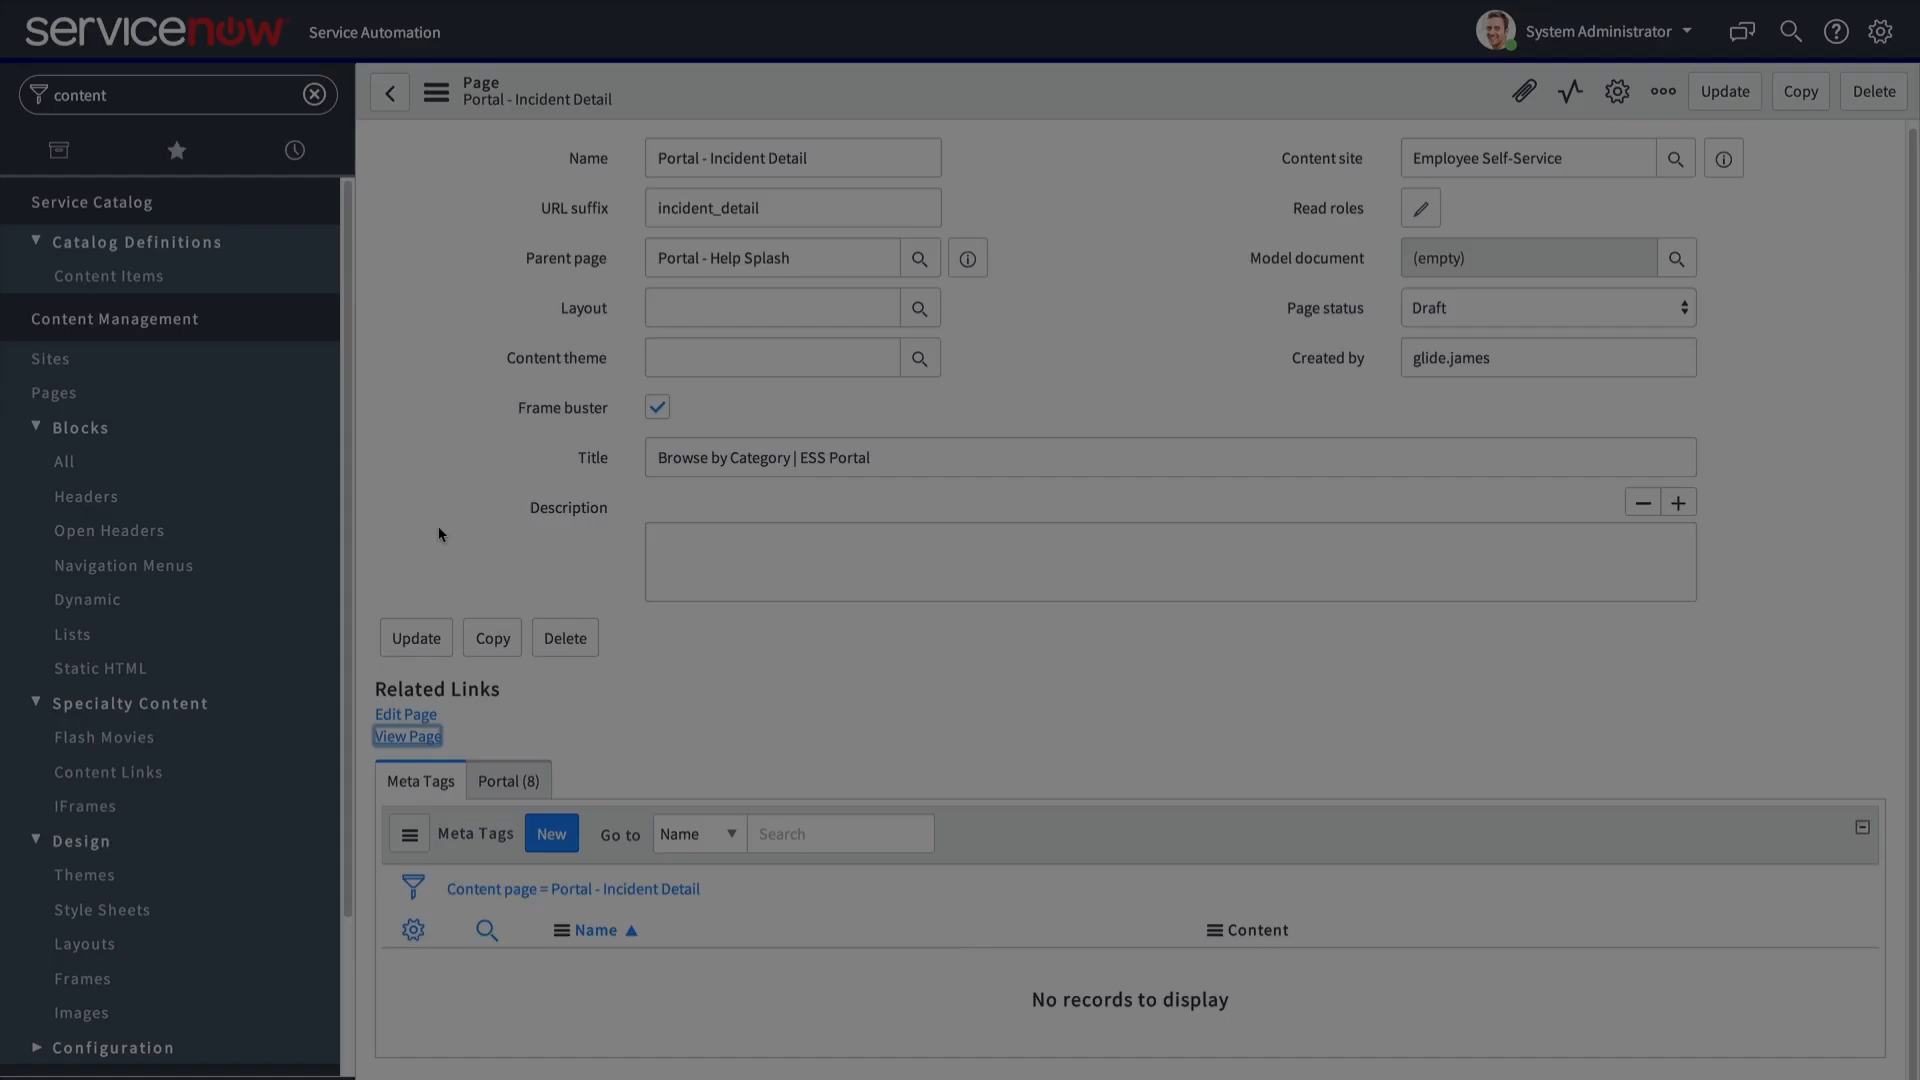 servicenow Service Automation System Administrator
content
Page
Portal - Incident Detail
Update Copy Delete
Service Catalog
Catalog Definitions
Content Items
Content Management
Sites
Pages
Blocks
All
Headers
Open Headers
Navigation Menus
Dynamic
Lists
Static HTML
Specialty Content
Flash Movies
Content Links
IFrames
Design
Themes
Style Sheets
Layouts
Frames
Images
Configuration
Name Portal - Incident Detail
URL suffix incident_detail
Parent page Portal - Help Splash
Layout
Content theme
Frame buster
Content site Employee Self-Service
Read roles
Model document (empty)
Page status Draft
Created by glide.james
Title Browse by Category | ESS Portal
Description
Update Copy Delete
Related Links
Edit Page
View Page
Meta Tags Portal (8)
Meta Tags New Go to Name Search
Content page = Portal - Incident Detail
Name Content
No records to display